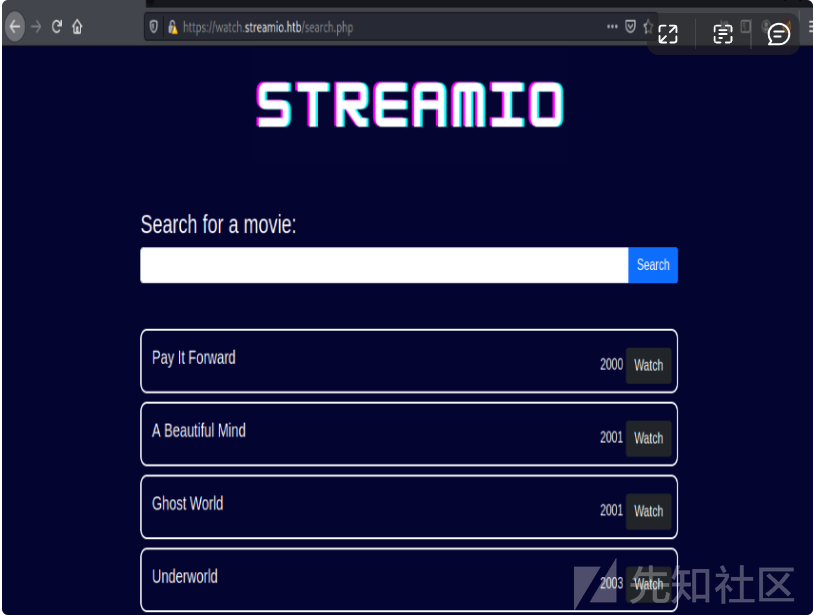 https://watch.streamio.htb/search.php
STREAMIO
Search for a movie:
Search
Pay It Forward 2000 Watch
A Beautiful Mind 2001 Watch
Ghost World 2001 Watch
Underworld 2003 Watch
先知社区